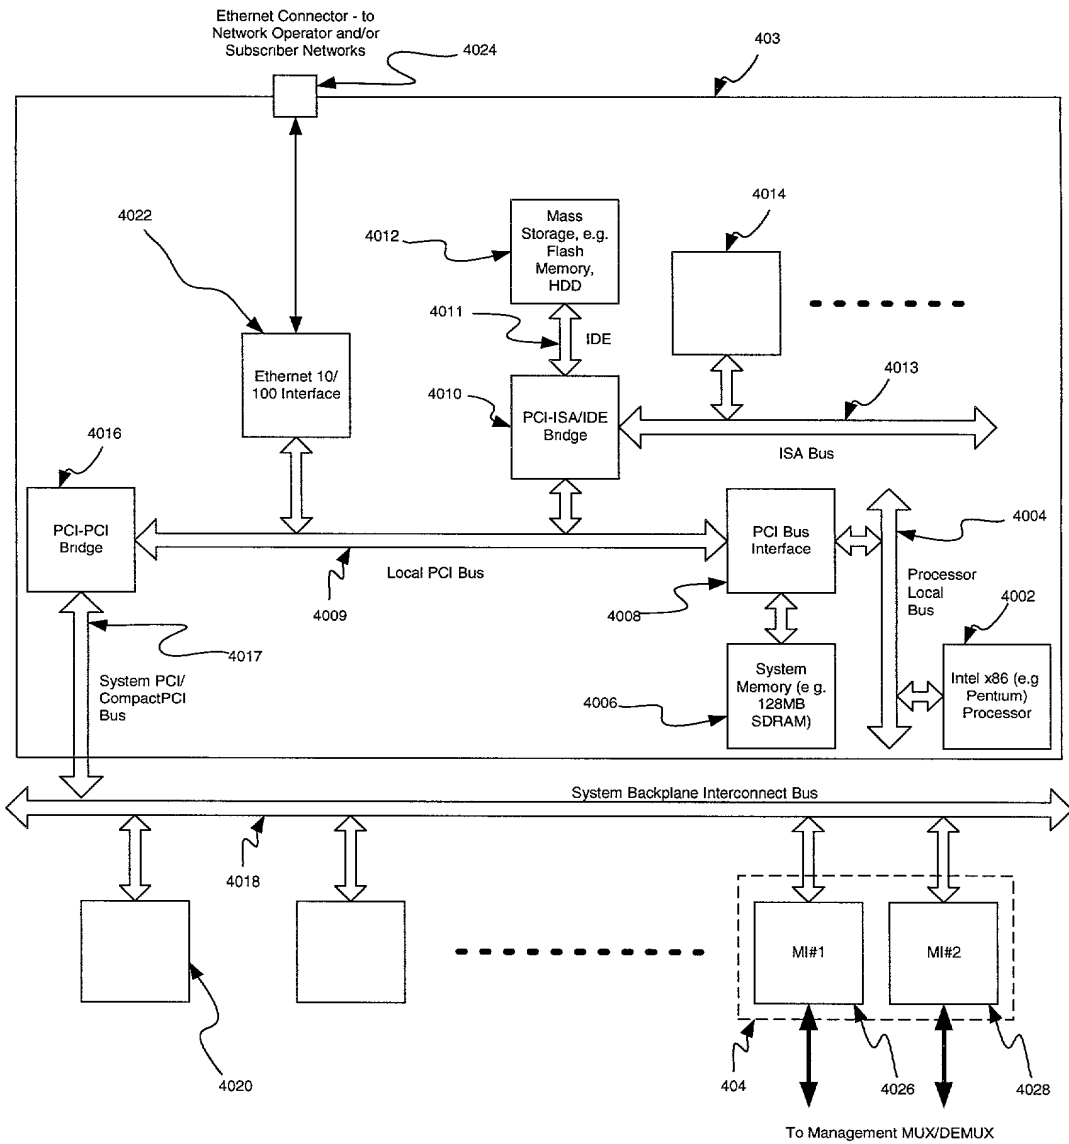 Ethernet Connector - to
Network Operator and/or
Subscriber Networks
4024
403
4014
4022
4012
Mass
Storage, e.g.
Flash
Memory,
HDD
4011
IDE
4013
Ethernet 10/
100 Interface
4010
PCI-ISA/IDE
Bridge
ISA Bus
4016
PCI-PCI
Bridge
PCI Bus
Interface
4004
Local PCI Bus
4009
4008
Processor
Local
Bus
4002
4017
System PCI/
CompactPCI
Bus
System
Memory (e g.
128MB
SDRAM)
4006
Intel x86 (e.g
Pentium)
Processor
System Backplane Interconnect Bus
4018
MI#1
MI#2
4020
404
4026
4028
To Management MUX/DEMUX